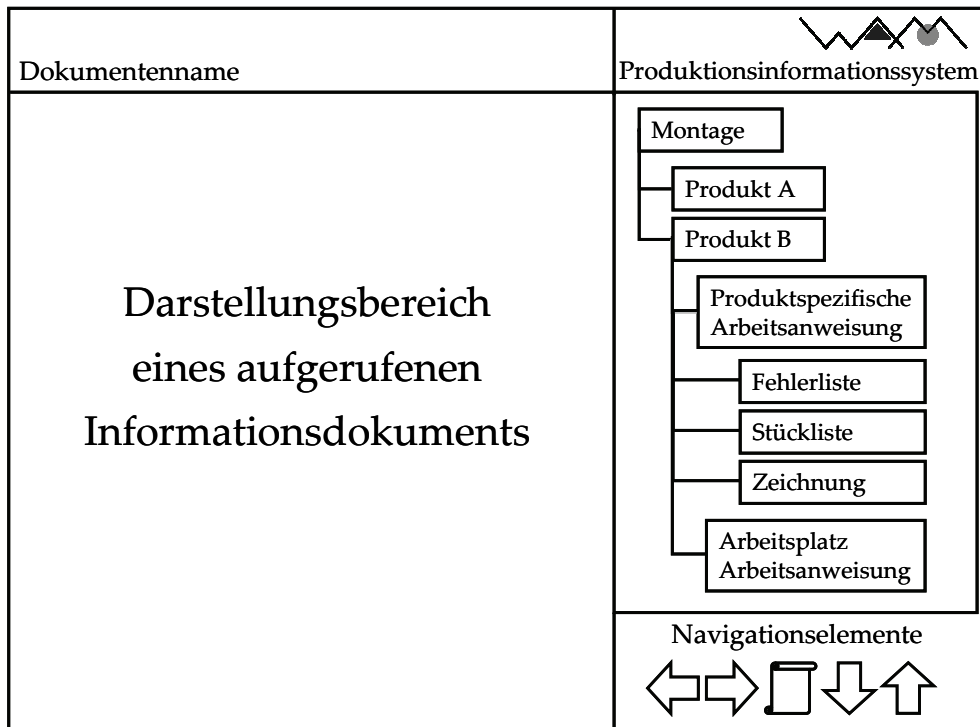 Dokumentenname
Produktionsinformationssystem
Darstellungsbereich
eines aufgerufenen
Informationsdokuments
Montage
Produkt A
Produkt B
Produktspezifische
Arbeitsanweisung
Fehlerliste
Stückliste
Zeichnung
Arbeitsplatz
Arbeitsanweisung
Navigationselemente